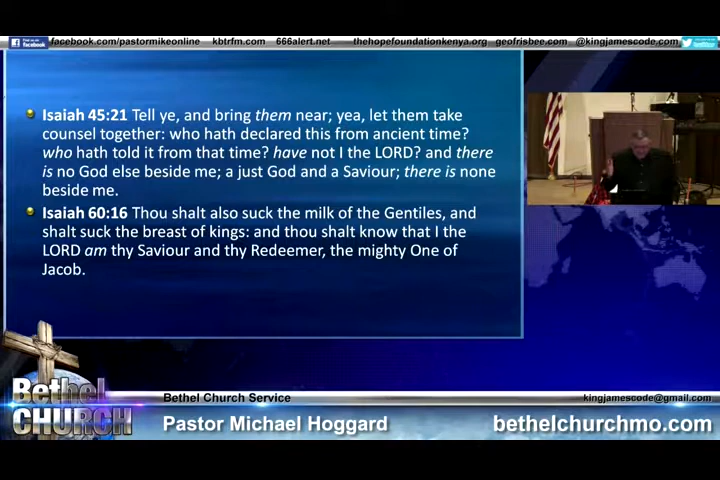 Find us on facebook facebook.com/pastormikeonline kbtrfm.com 666alert.net thehopefoundationkenya.org geofrisbee.com @kingjamescode.com twitter
Isaiah 45:21 Tell ye, and bring them near; yea, let them take
counsel together: who hath declared this from ancient time?
who hath told it from that time? have not I the LORD? and there
is no God else beside me; a just God and a Saviour; there is none
beside me.
Isaiah 60:16 Thou shalt also suck the milk of the Gentiles, and
shalt suck the breast of kings: and thou shalt know that I the
LORD am thy Saviour and thy Redeemer, the mighty One of
Jacob.
Bethel
CHURCH
Bethel Church Service kingjamescode@gmail.com
Pastor Michael Hoggard bethelchurchmo.com